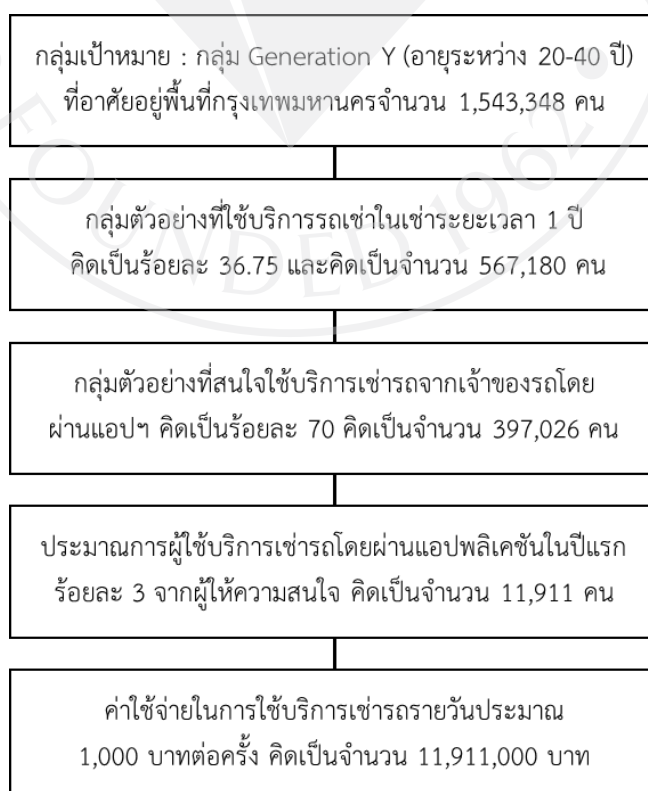 กลุ่มเป้าหมาย : กลุ่ม Generation Y (อายุระหว่าง 20-40 ปี)
ที่อาศัยอยู่พื้นที่กรุงเทพมหานครจำนวน 1,543,348 คน
กลุ่มตัวอย่างที่ใช้บริการรถเช่าในเช่าระยะเวลา 1 ปี
คิดเป็นร้อยละ 36.75 และคิดเป็นจำนวน 567,180 คน
กลุ่มตัวอย่างที่สนใจใช้บริการเช่ารถจากเจ้าของรถโดย
ผ่านแอปฯ คิดเป็นร้อยละ 70 คิดเป็นจำนวน 397,026 คน
ประมาณการผู้ใช้บริการเช่ารถโดยผ่านแอปพลิเคชันในปีแรก
ร้อยละ 3 จากผู้ให้ความสนใจ คิดเป็นจำนวน 11,911 คน
ค่าใช้จ่ายในการใช้บริการเช่ารถรายวันประมาณ
1,000 บาทต่อครั้ง คิดเป็นจำนวน 11,911,000 บาท
FOUNDED 1962